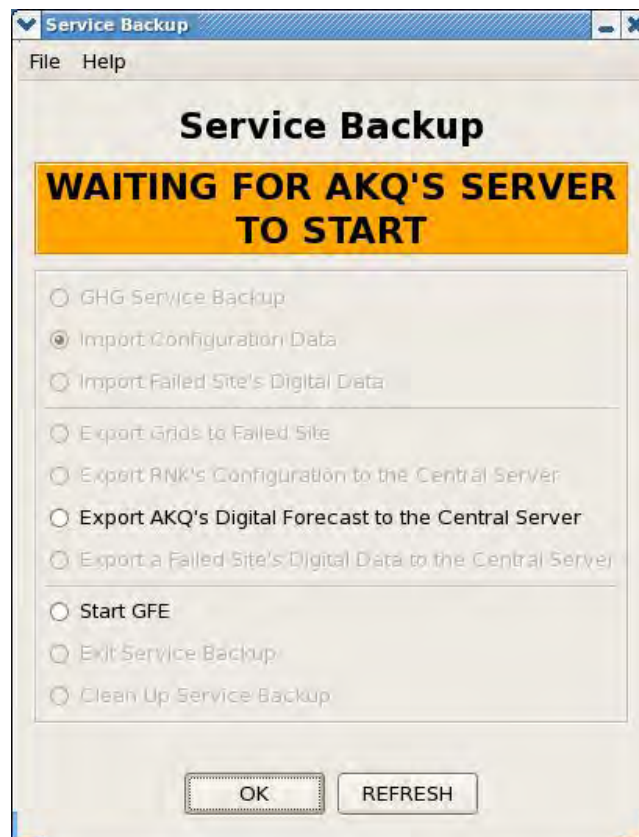 Service Backup
File Help
Service Backup
WAITING FOR AKQ'S SERVER
TO START
GHG Service Backup
Import Configuration Data
Import Failed Site's Digital Data
Export Grids to Failed Site
Export RNK's Configuration to the Central Server
Export AKQ's Digital Forecast to the Central Server
Export a Failed Site's Digital Data to the Central Server
Start GFE
Exit Service Backup
Clean Up Service Backup
OK REFRESH